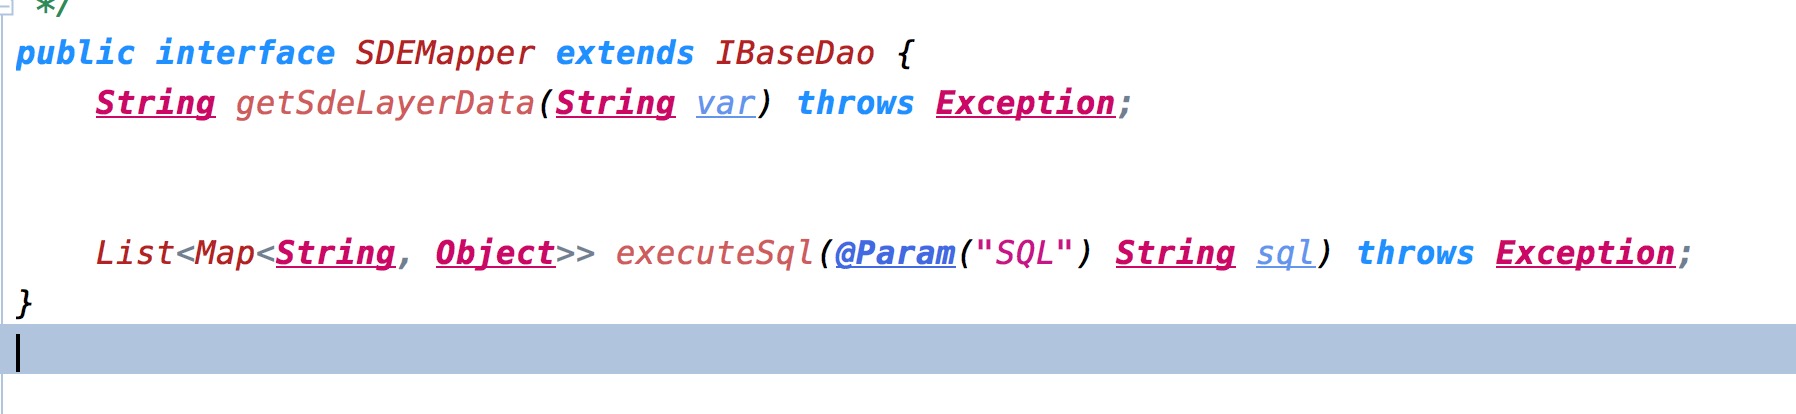 */
public interface SDEMapper extends IBaseDao {
String getSdeLayerData(String var) throws Exception;
List<Map<String, Object>> executeSql(@Param("SQL") String sql) throws Exception;
}